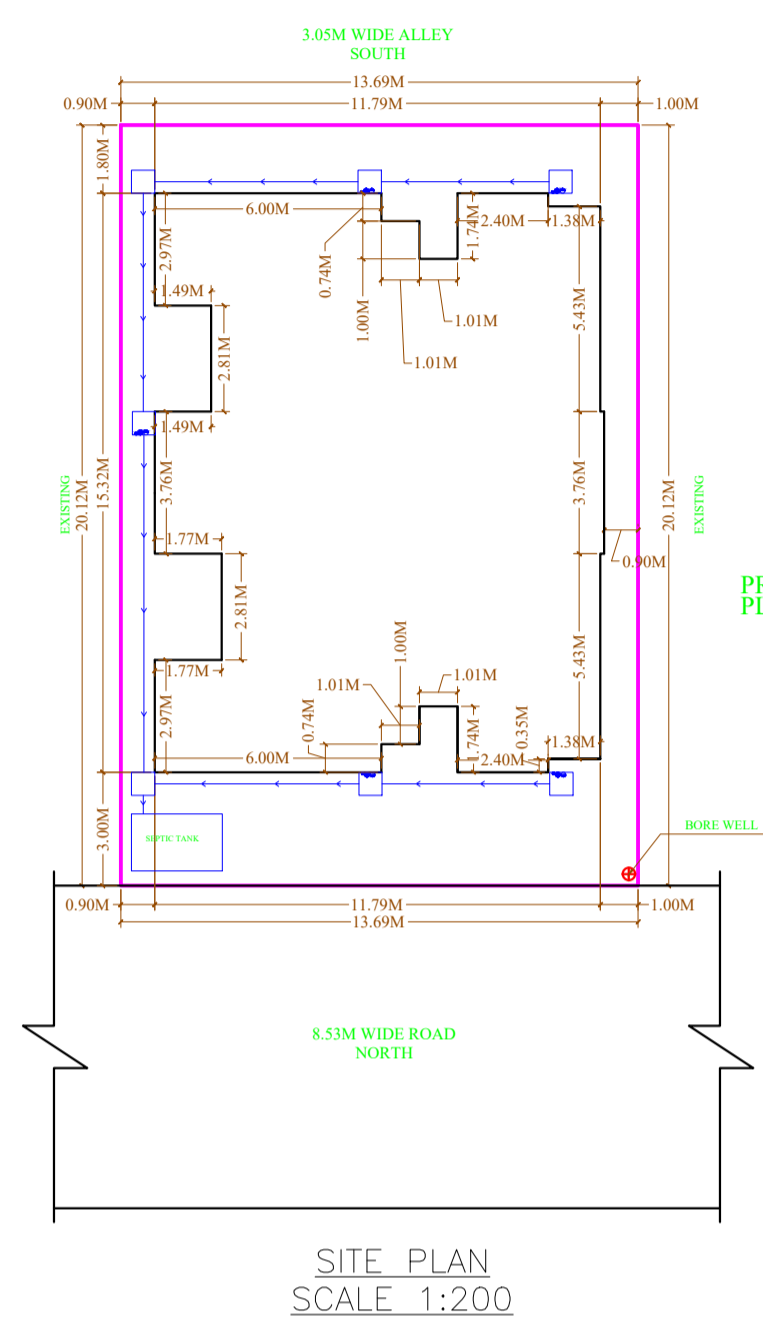 3.05M WIDE ALLEY
SOUTH
13.69M
0.90M
11.79M
1.00M
1.80M
6.00M
2.97M
0.74M
1.00M
1.74M
2.40M
1.38M
1.01M
1.01M
1.49M
2.81M
1.49M
5.43M
EXISTING
20.12M
15.32M
3.76M
3.76M
20.12M
EXISTING
0.90M
1.77M
2.81M
1.77M
1.00M
5.43M
1.01M
1.01M
2.97M
0.74M
1.74M
0.35M
1.38M
6.00M
2.40M
3.00M
SEPTIC TANK
BORE WELL
0.90M
11.79M
1.00M
13.69M
8.53M WIDE ROAD
NORTH
SITE PLAN
SCALE 1:200